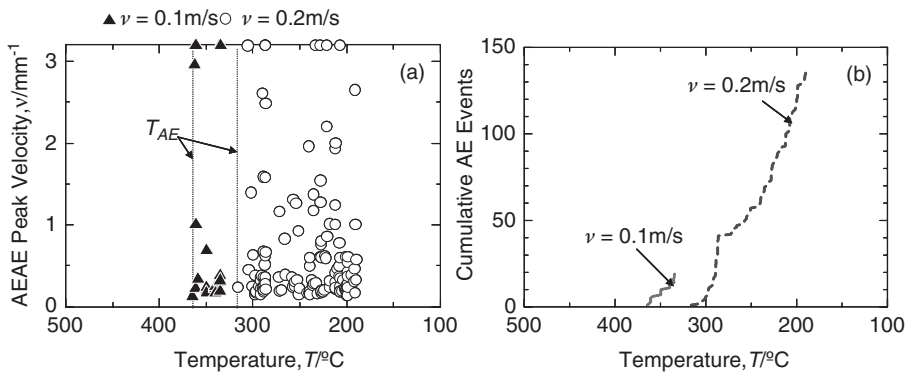 ▲ ν = 0.1m/s ○ ν = 0.2m/s
AEAE Peak Velocity,ν/mm⁻¹
3
2
1
0
(a)
T_AE
500 400 300 200 100
Temperature,T/ºC
Cumulative AE Events
150
100
50
0
(b)
ν = 0.2m/s
ν = 0.1m/s
500 400 300 200 100
Temperature,T/ºC